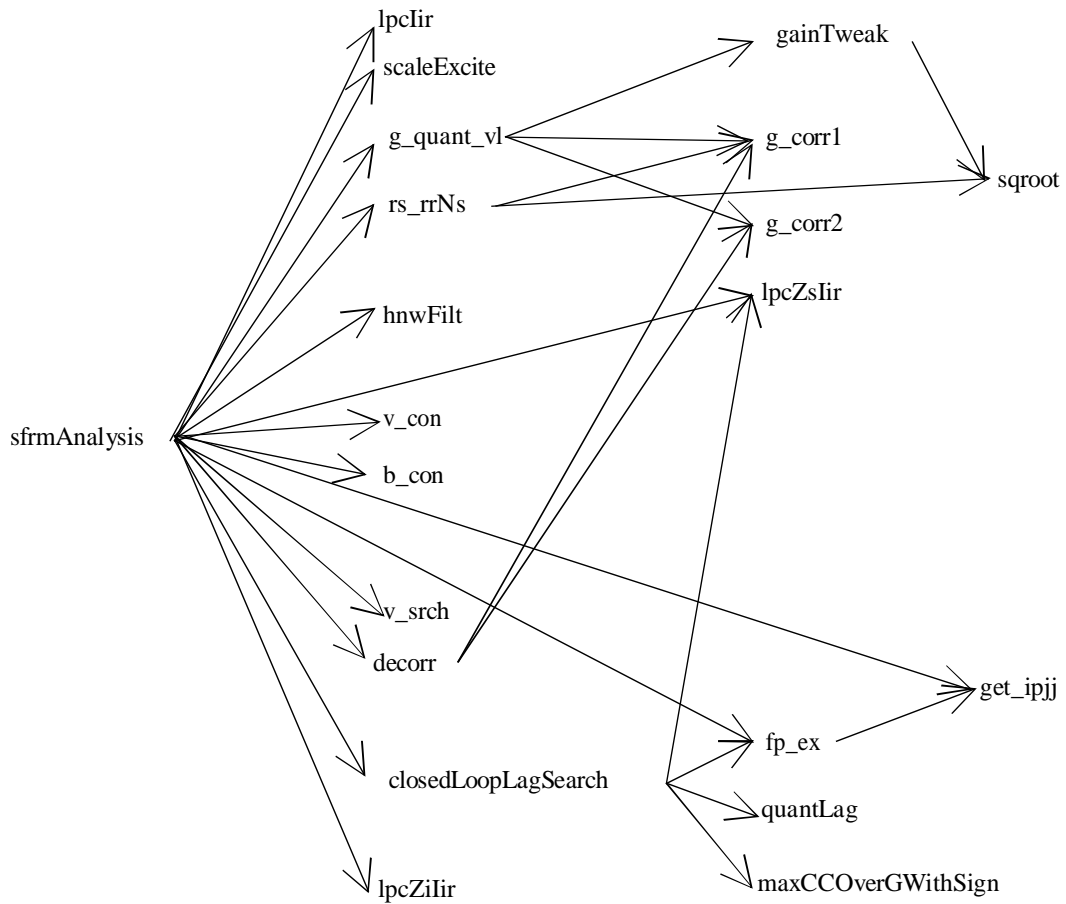 lpcIir
gainTweak
scaleExcite
g_quant_vl
g_corr1
sqroot
rs_rrNs
g_corr2
lpcZsIir
hnwFilt
v_con
sfrmAnalysis
b_con
v_srch
decorr
get_ipjj
fp_ex
closedLoopLagSearch
quantLag
lpcZiIir
maxCCOverGWithSign